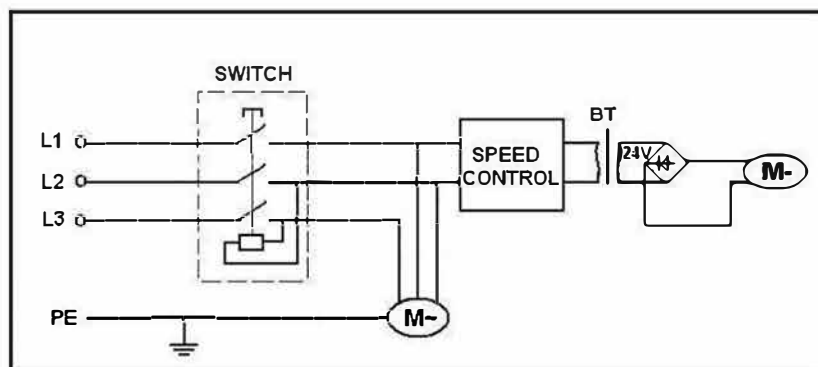 SWITCH
BT
L1
SPEED
CONTROL
24V
M-
L2
L3
PE
M~